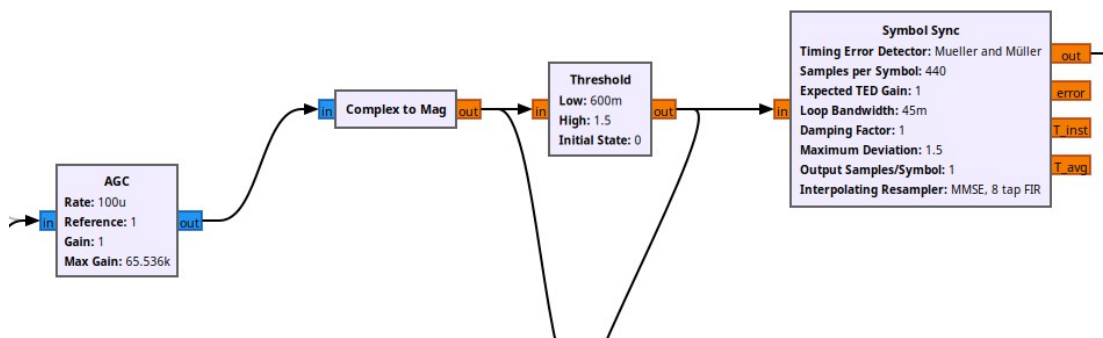 AGC
Rate: 100u
Reference: 1
Gain: 1
Max Gain: 65.536k
in
out
in
Complex to Mag
out
Threshold
Low: 600m
High: 1.5
Initial State: 0
in
out
Symbol Sync
Timing Error Detector: Mueller and Müller
Samples per Symbol: 440
Expected TED Gain: 1
Loop Bandwidth: 45m
Damping Factor: 1
Maximum Deviation: 1.5
Output Samples/Symbol: 1
Interpolating Resampler: MMSE, 8 tap FIR
in
out
error
T_inst
T_avg